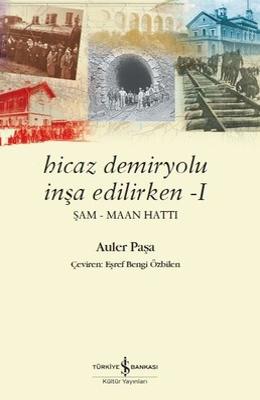 hicaz demiryolu
inşa edilirken -I
ŞAM - MAAN HATTI
Auler Paşa
Çeviren: Eşref Bengi Özbilen
TÜRKİYE İŞ BANKASI
Kültür Yayınları